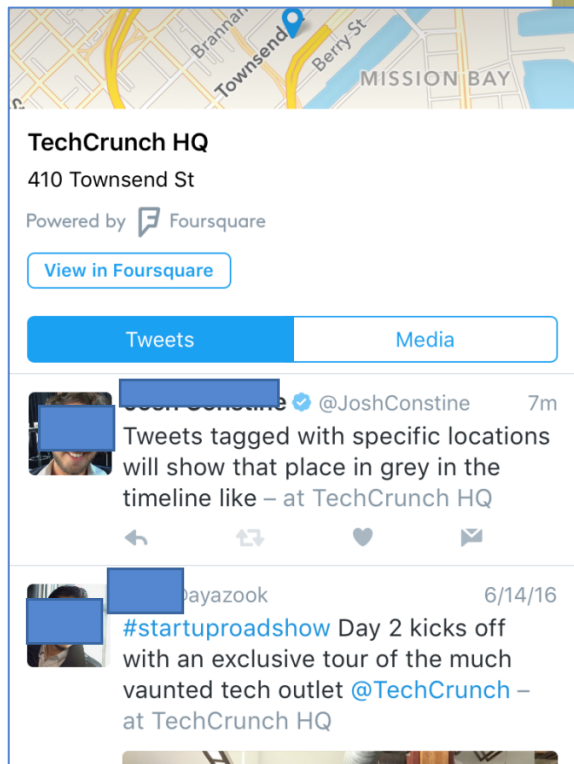 Brannan
Townsend
Berry St
MISSION BAY
TechCrunch HQ
410 Townsend St
Powered by Foursquare
View in Foursquare
Tweets Media
@JoshConstine 7m
Tweets tagged with specific locations
will show that place in grey in the
timeline like – at TechCrunch HQ
ayazook 6/14/16
#startuproadshow Day 2 kicks off
with an exclusive tour of the much
vaunted tech outlet @TechCrunch –
at TechCrunch HQ